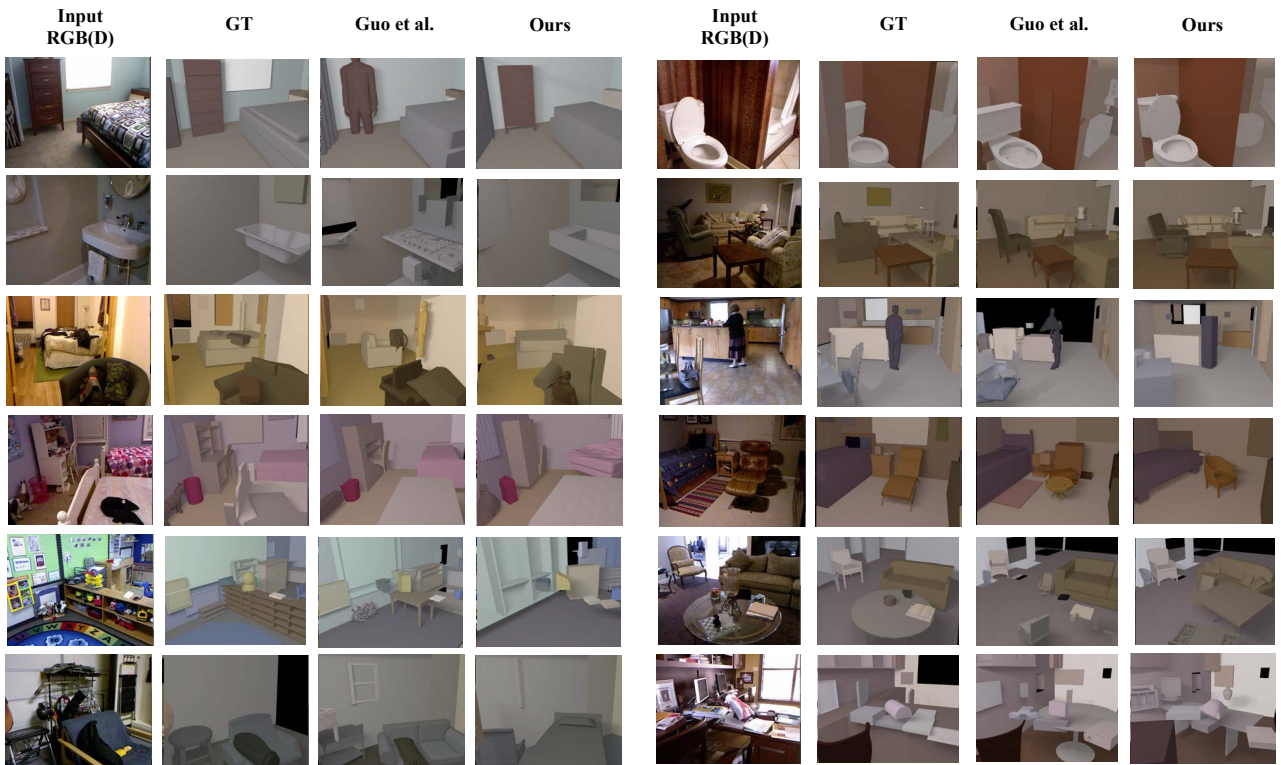 Input
RGB(D)
GT
Guo et al.
Ours
Input
RGB(D)
GT
Guo et al.
Ours
U V W X Y Z